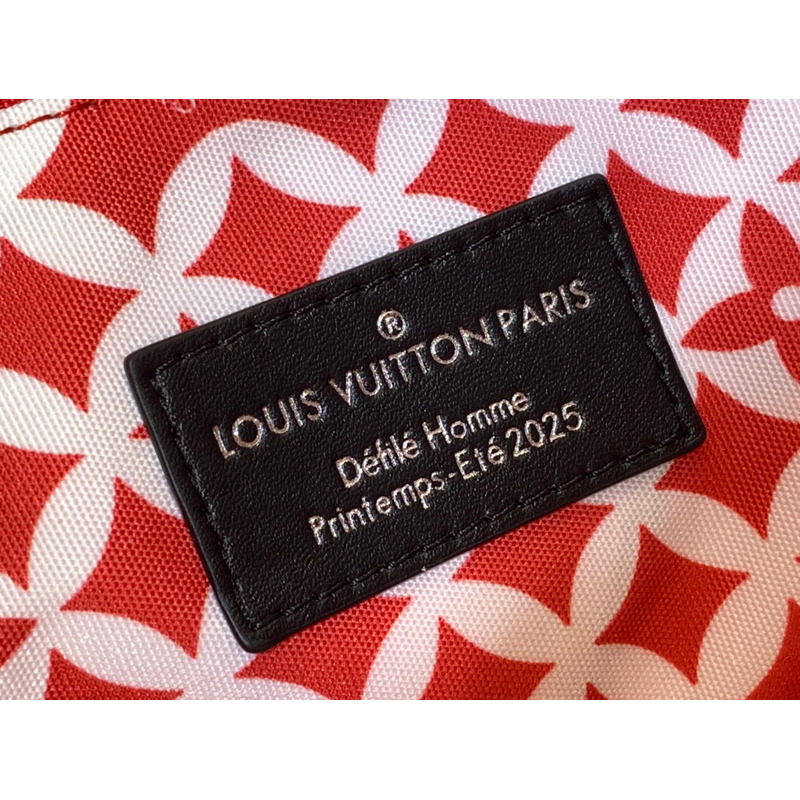 ®
LOUIS VUITTON PARIS
Défilé Homme
Printemps-Eté 2025